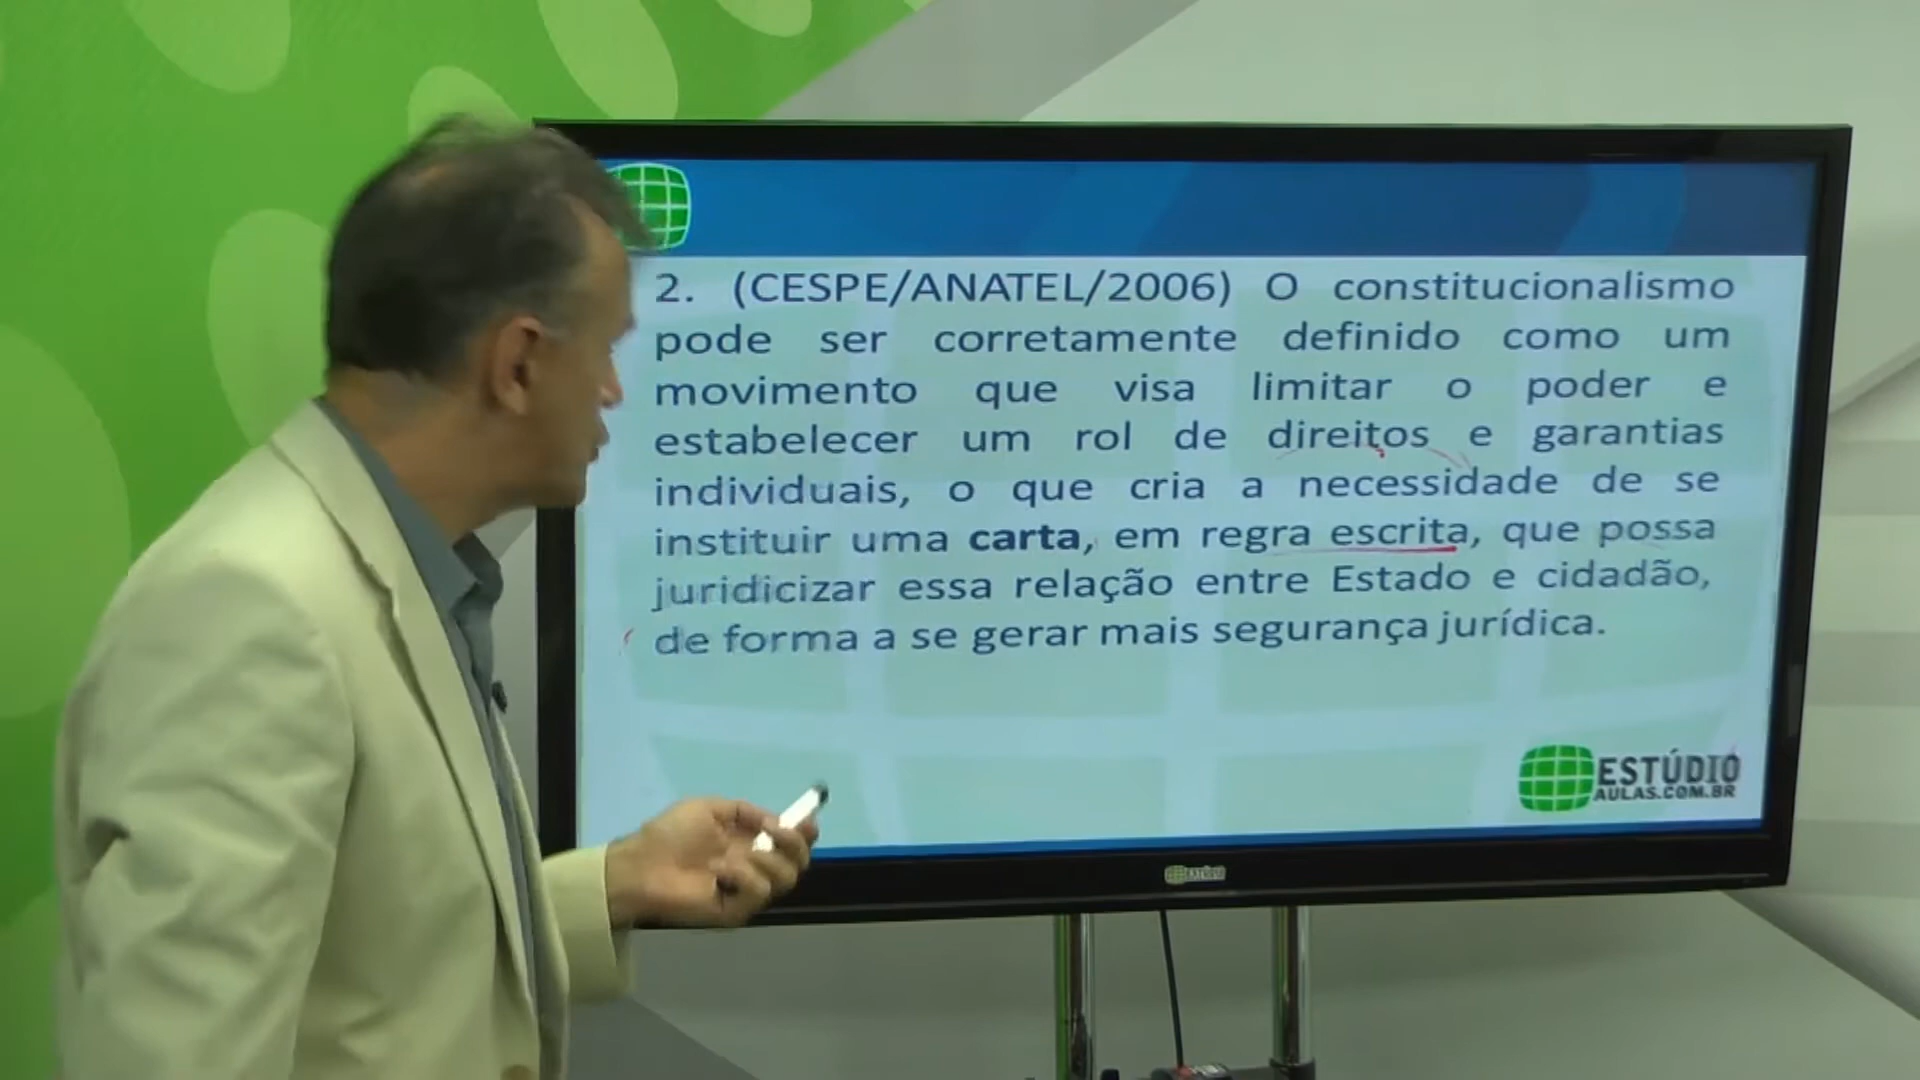 2. (CESPE/ANATEL/2006) O constitucionalismo
pode ser corretamente definido como um
movimento que visa limitar o poder e
estabelecer um rol de direitos e garantias
individuais, o que cria a necessidade de se
instituir uma carta, em regra escrita, que possa
juridicizar essa relação entre Estado e cidadão,
de forma a se gerar mais segurança jurídica.
ESTÚDIO
AULAS.COM.BR